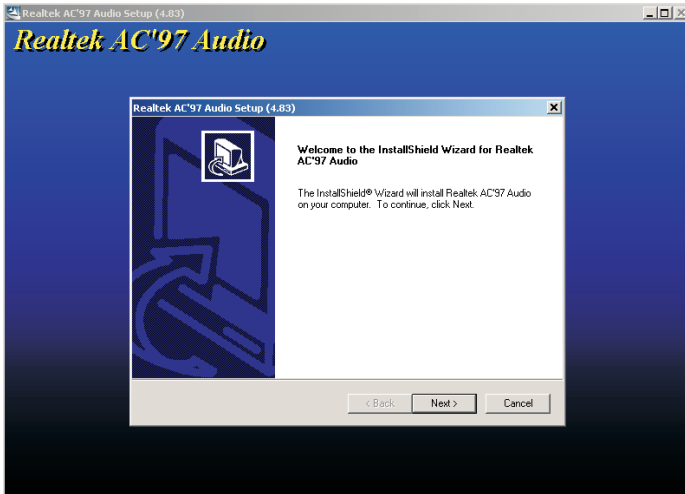 Realtek AC'97 Audio Setup (4.83)
Realtek AC'97 Audio
Realtek AC'97 Audio Setup (4.83)
Welcome to the InstallShield Wizard for Realtek
AC'97 Audio
The InstallShield® Wizard will install Realtek AC'97 Audio
on your computer. To continue, click Next.
< Back
Next >
Cancel